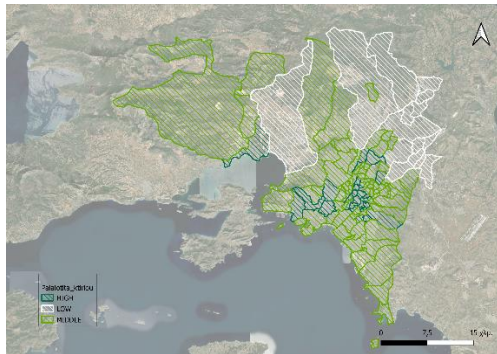 Palaiotita_ktiriou
HIGH
LOW
MIDDLE
0 7,5 15 χλμ.